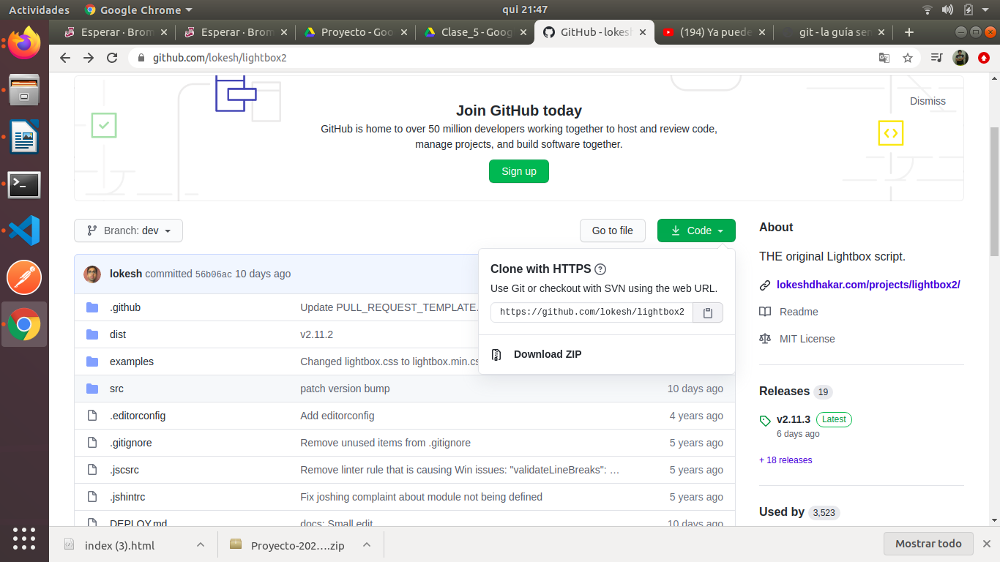 Actividades
Google Chrome
qui 21:47
Esperar · Brom
Esperar · Brom
Proyecto - Goo
Clase_5 - Goog
GitHub - lokesh
(194) Ya puede
git - la guía sen
github.com/lokesh/lightbox2
Dismiss
Join GitHub today
GitHub is home to over 50 million developers working together to host and review code,
manage projects, and build software together.
Sign up
Branch: dev
Go to file
Code
Clone with HTTPS
Use Git or checkout with SVN using the web URL.
https://github.com/lokesh/lightbox2
Download ZIP
lokesh committed 56b06ac 10 days ago
.github Update PULL_REQUEST_TEMPLATE.
dist v2.11.2
examples Changed lightbox.css to lightbox.min.cs
src patch version bump 10 days ago
.editorconfig Add editorconfig 4 years ago
.gitignore Remove unused items from .gitignore 5 years ago
.jscsrc Remove linter rule that is causing Win issues: "validateLineBreaks": … 5 years ago
.jshintrc Fix joshing complaint about module not being defined 5 years ago
DEPLOY.md docs: Small edit 10 days ago
About
THE original Lightbox script.
lokeshdhakar.com/projects/lightbox2/
Readme
MIT License
Releases 19
v2.11.3 Latest
6 days ago
+ 18 releases
Used by 3,523
index (3).html
Proyecto-202….zip
Mostrar todo